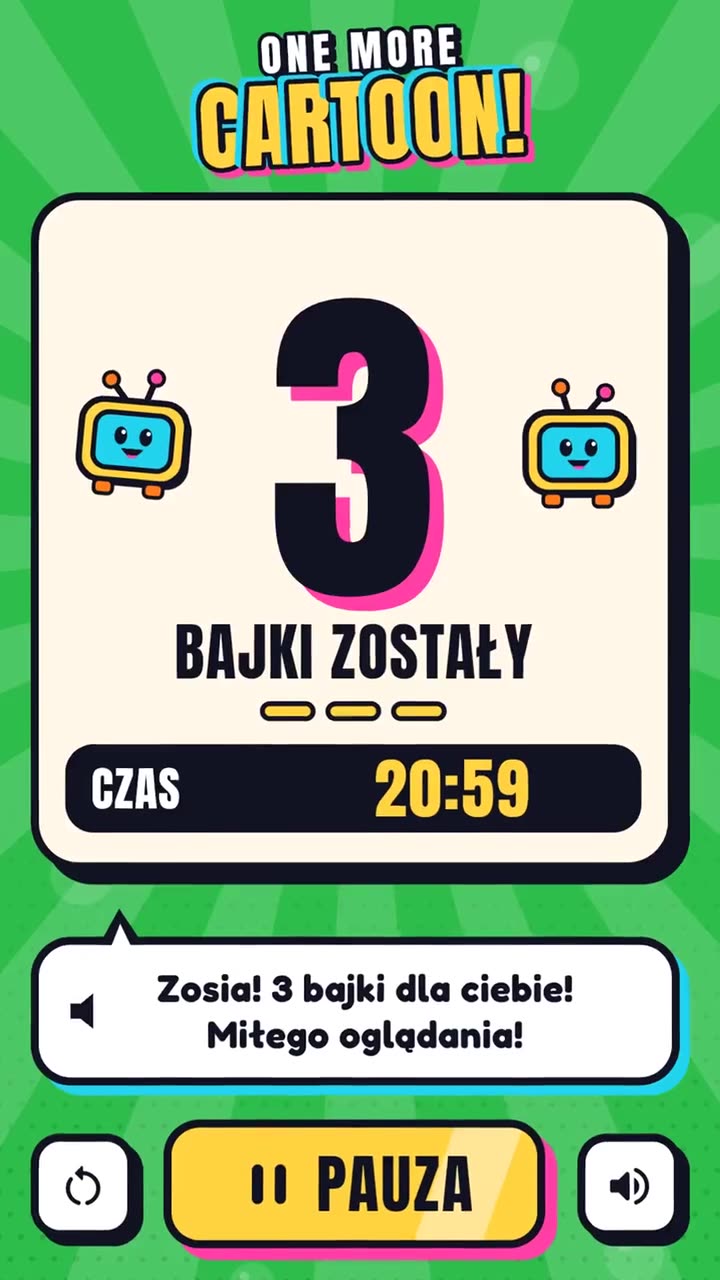 ONE MORE
CARTOON!
3
BAJKI ZOSTAŁY
CZAS 20:59
Zosia! 3 bajki dla ciebie!
Miłego oglądania!
PAUZA